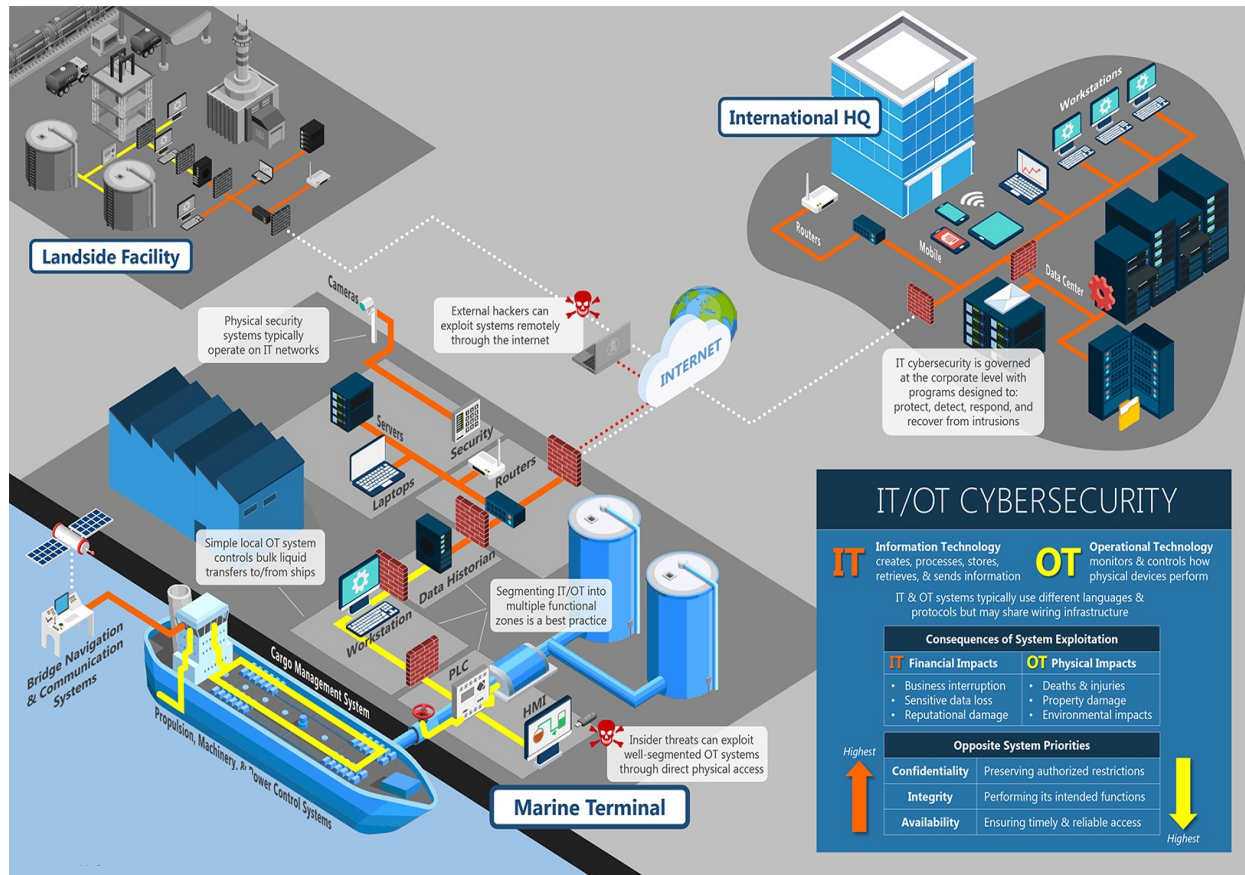 Landside Facility
International HQ
Workstations
Routers
Mobile
Data Center
IT cybersecurity is governed
at the corporate level with
programs designed to:
protect, detect, respond, and
recover from intrusions
External hackers can
exploit systems remotely
through the internet
INTERNET
Cameras
Physical security
systems typically
operate on IT networks
Servers
Security
Laptops
Routers
Simple local OT system
controls bulk liquid
transfers to/from ships
Data Historian
Segmenting IT/OT into
multiple functional
zones is a best practice
Workstation
PLC
HMI
Bridge Navigation
& Communication
Systems
Cargo Management System
Propulsion, Machinery, & Power Control Systems
Insider threats can exploit
well-segmented OT systems
through direct physical access
Marine Terminal
IT/OT CYBERSECURITY
IT Information Technology
creates, processes, stores,
retrieves, & sends information
OT Operational Technology
monitors & controls how
physical devices perform
IT & OT systems typically use different languages &
protocols but may share wiring infrastructure
Consequences of System Exploitation
IT Financial Impacts
• Business interruption
• Sensitive data loss
• Reputational damage
OT Physical Impacts
• Deaths & injuries
• Property damage
• Environmental impacts
Opposite System Priorities
Highest
Confidentiality Preserving authorized restrictions
Integrity Performing its intended functions
Availability Ensuring timely & reliable access
Highest